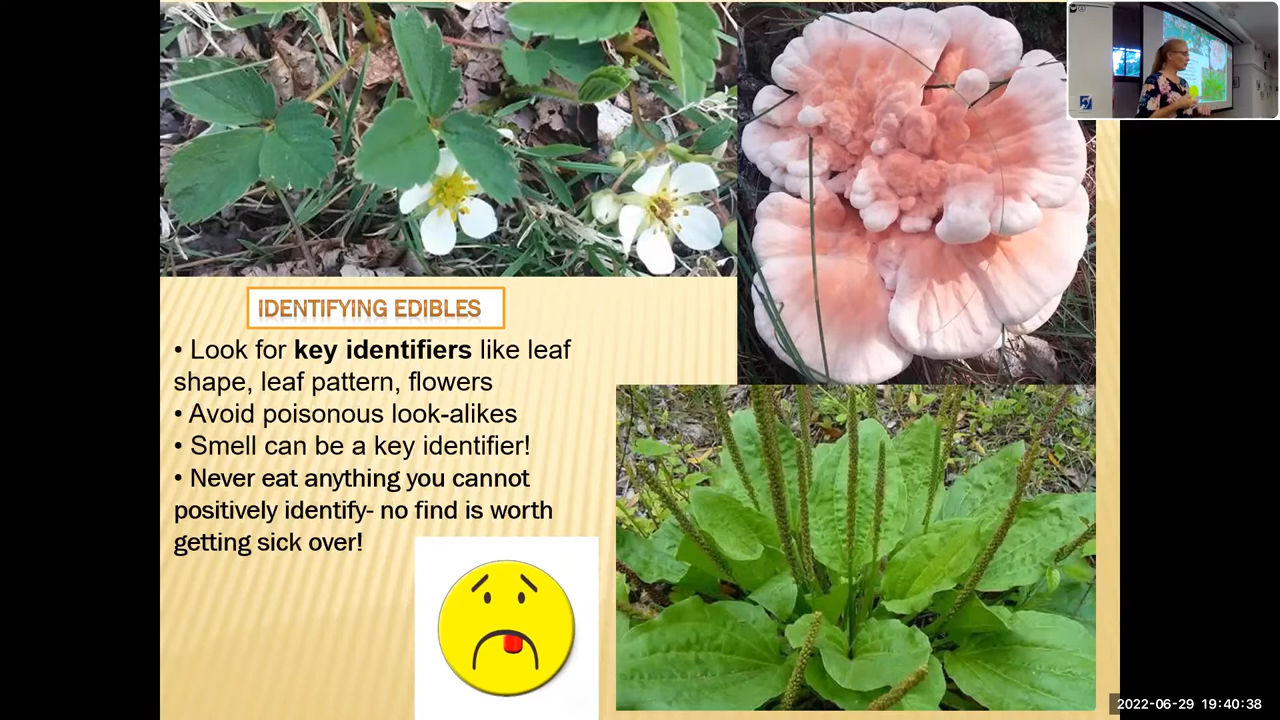 IDENTIFYING EDIBLES
• Look for key identifiers like leaf
shape, leaf pattern, flowers
• Avoid poisonous look-alikes
• Smell can be a key identifier!
• Never eat anything you cannot
positively identify- no find is worth
getting sick over!
2022-06-29 19:40:38